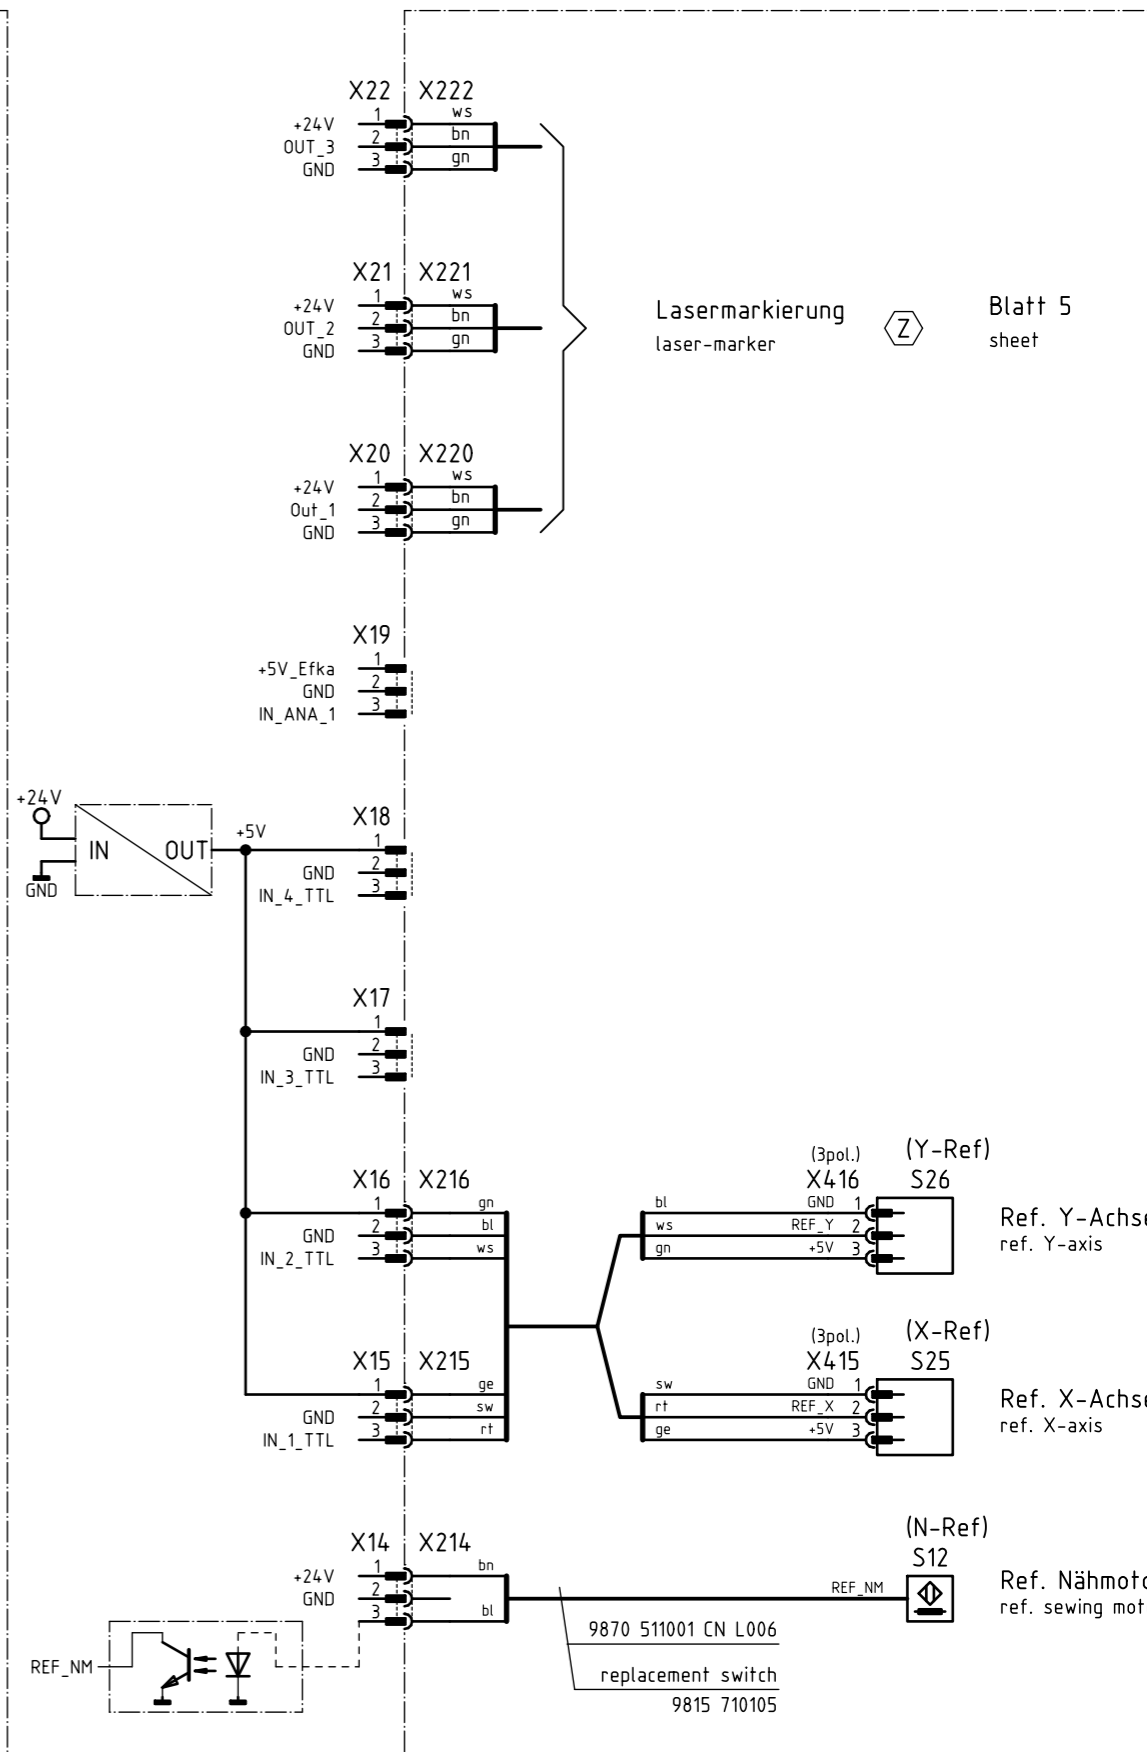 X22 X222
1 ws
+24V
2 bn
OUT_3
3 gn
GND
X21 X221
1 ws
+24V
2 bn
OUT_2
3 gn
GND
Lasermarkierung
laser-marker
Z
Blatt 5
sheet
X20 X220
1 ws
+24V
2 bn
Out_1
3 gn
GND
X19
1
+5V_Efka
2
GND
3
IN_ANA_1
+24V
IN OUT
GND
+5V
X18
1
2
GND
3
IN_4_TTL
X17
1
2
GND
3
IN_3_TTL
X16 X216
1 gn
2 bl
GND
3 ws
IN_2_TTL
(3pol.) (Y-Ref)
X416 S26
bl GND 1
ws REF_Y 2
gn +5V 3
Ref. Y-Achse
ref. Y-axis
X15 X215
1 ge
2 sw
GND
3 rt
IN_1_TTL
(3pol.) (X-Ref)
X415 S25
sw GND 1
rt REF_X 2
ge +5V 3
Ref. X-Achse
ref. X-axis
X14 X214
1 bn
+24V
2
GND
3 bl
REF_NM
(N-Ref)
S12
REF_NM
Ref. Nähmoto
ref. sewing mot
9870 511001 CN L006
replacement switch
9815 710105